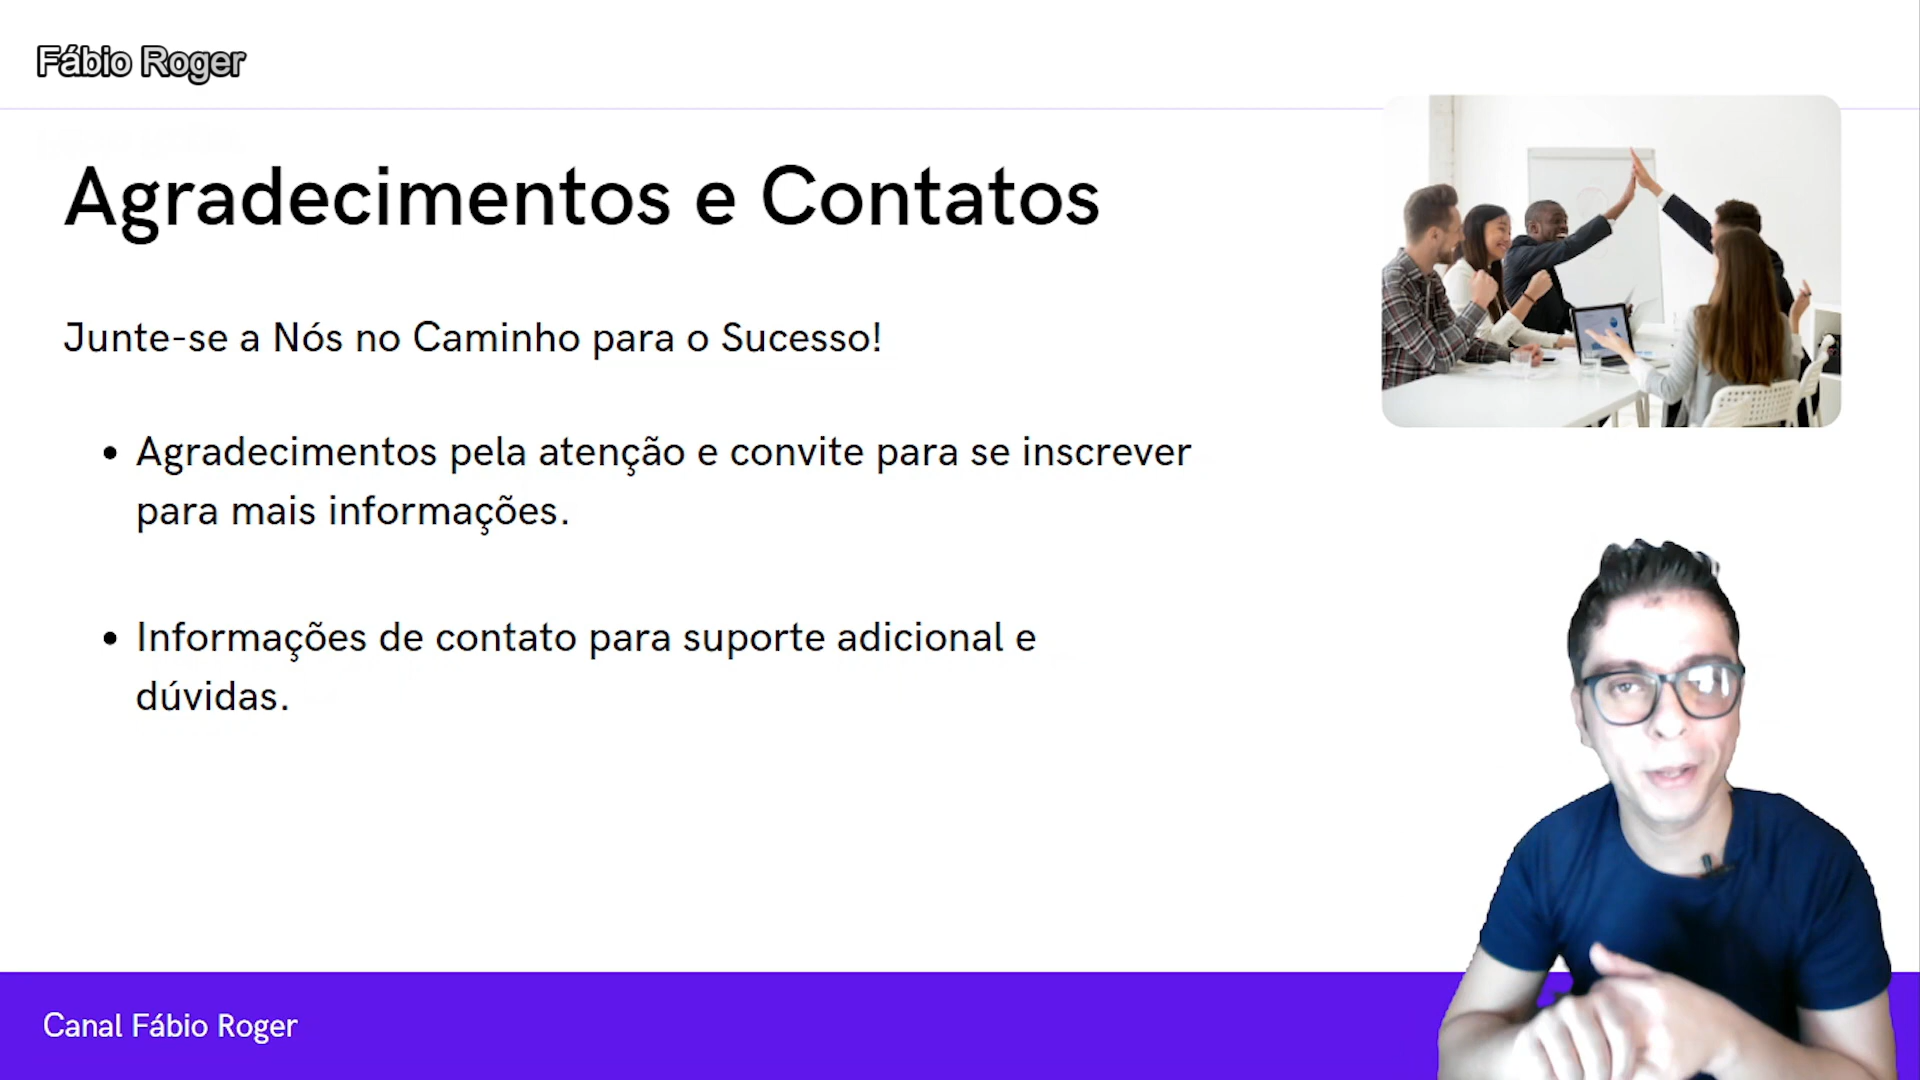 Fábio Roger
Agradecimentos e Contatos
Junte-se a Nós no Caminho para o Sucesso!
• Agradecimentos pela atenção e convite para se inscrever
para mais informações.
• Informações de contato para suporte adicional e
dúvidas.
Canal Fábio Roger